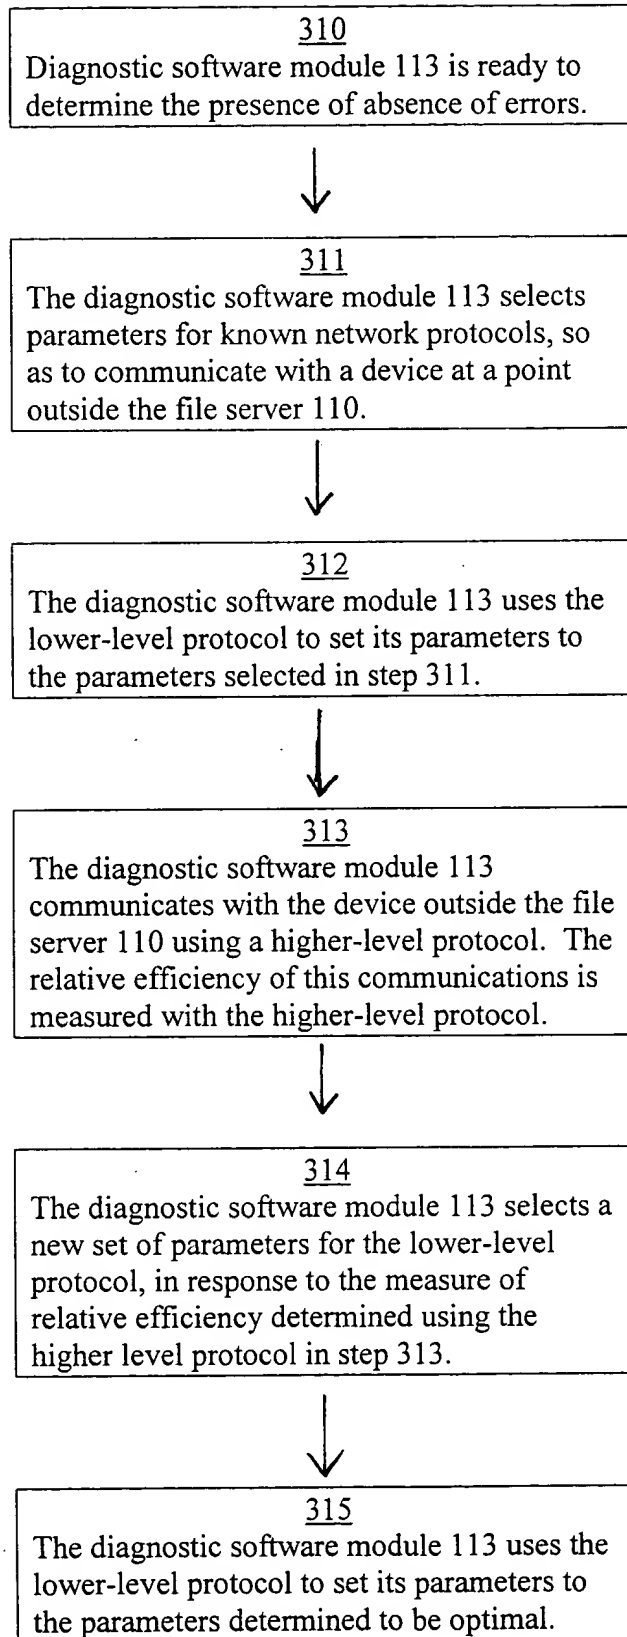 310
Diagnostic software module 113 is ready to
determine the presence of absence of errors.
311
The diagnostic software module 113 selects
parameters for known network protocols, so
as to communicate with a device at a point
outside the file server 110.
312
The diagnostic software module 113 uses the
lower-level protocol to set its parameters to
the parameters selected in step 311.
313
The diagnostic software module 113
communicates with the device outside the file
server 110 using a higher-level protocol.  The
relative efficiency of this communications is
measured with the higher-level protocol.
314
The diagnostic software module 113 selects a
new set of parameters for the lower-level
protocol, in response to the measure of
relative efficiency determined using the
higher level protocol in step 313.
315
The diagnostic software module 113 uses the
lower-level protocol to set its parameters to
the parameters determined to be optimal.